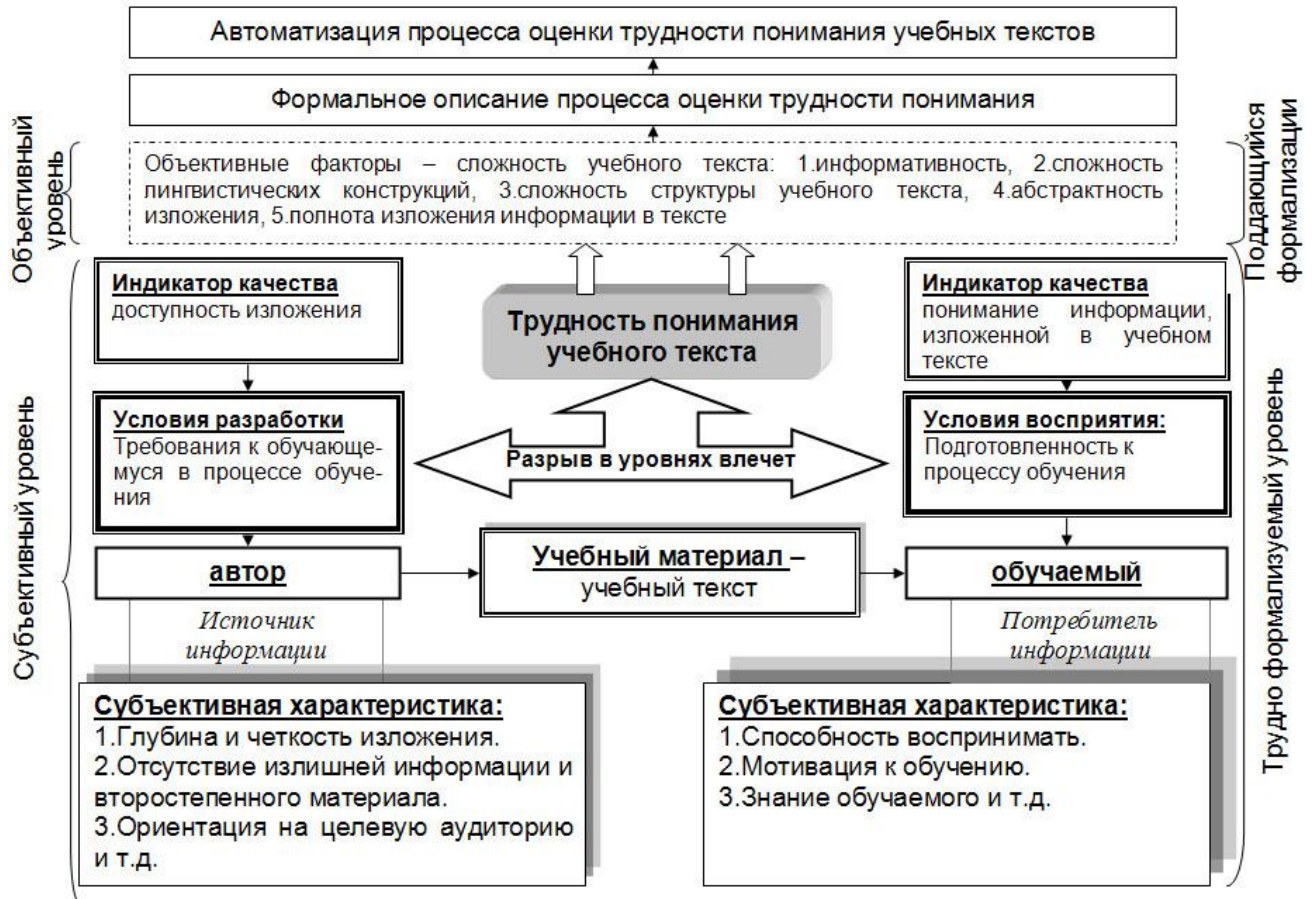 Автоматизация процесса оценки трудности понимания учебных текстов
Формальное описание процесса оценки трудности понимания
Объективный
уровень
Объективные факторы – сложность учебного текста: 1.информативность, 2.сложность
лингвистических конструкций, 3.сложность структуры учебного текста, 4.абстрактность
изложения, 5.полнота изложения информации в тексте
Поддающийся
формализации
Субъективный уровень
Индикатор качества
доступность изложения
Трудность понимания
учебного текста
Индикатор качества
понимание информации,
изложенной в учебном
тексте
Условия разработки
Требования к обучающе-
муся в процессе обуче-
ния
Разрыв в уровнях влечет
Условия восприятия:
Подготовленность к
процессу обучения
Трудно формализуемый уровень
автор
Учебный материал –
учебный текст
обучаемый
Источник
информации
Потребитель
информации
Субъективная характеристика:
1.Глубина и четкость изложения.
2.Отсутствие излишней информации и
второстепенного материала.
3.Ориентация на целевую аудиторию
и т.д.
Субъективная характеристика:
1.Способность воспринимать.
2.Мотивация к обучению.
3.Знание обучаемого и т.д.